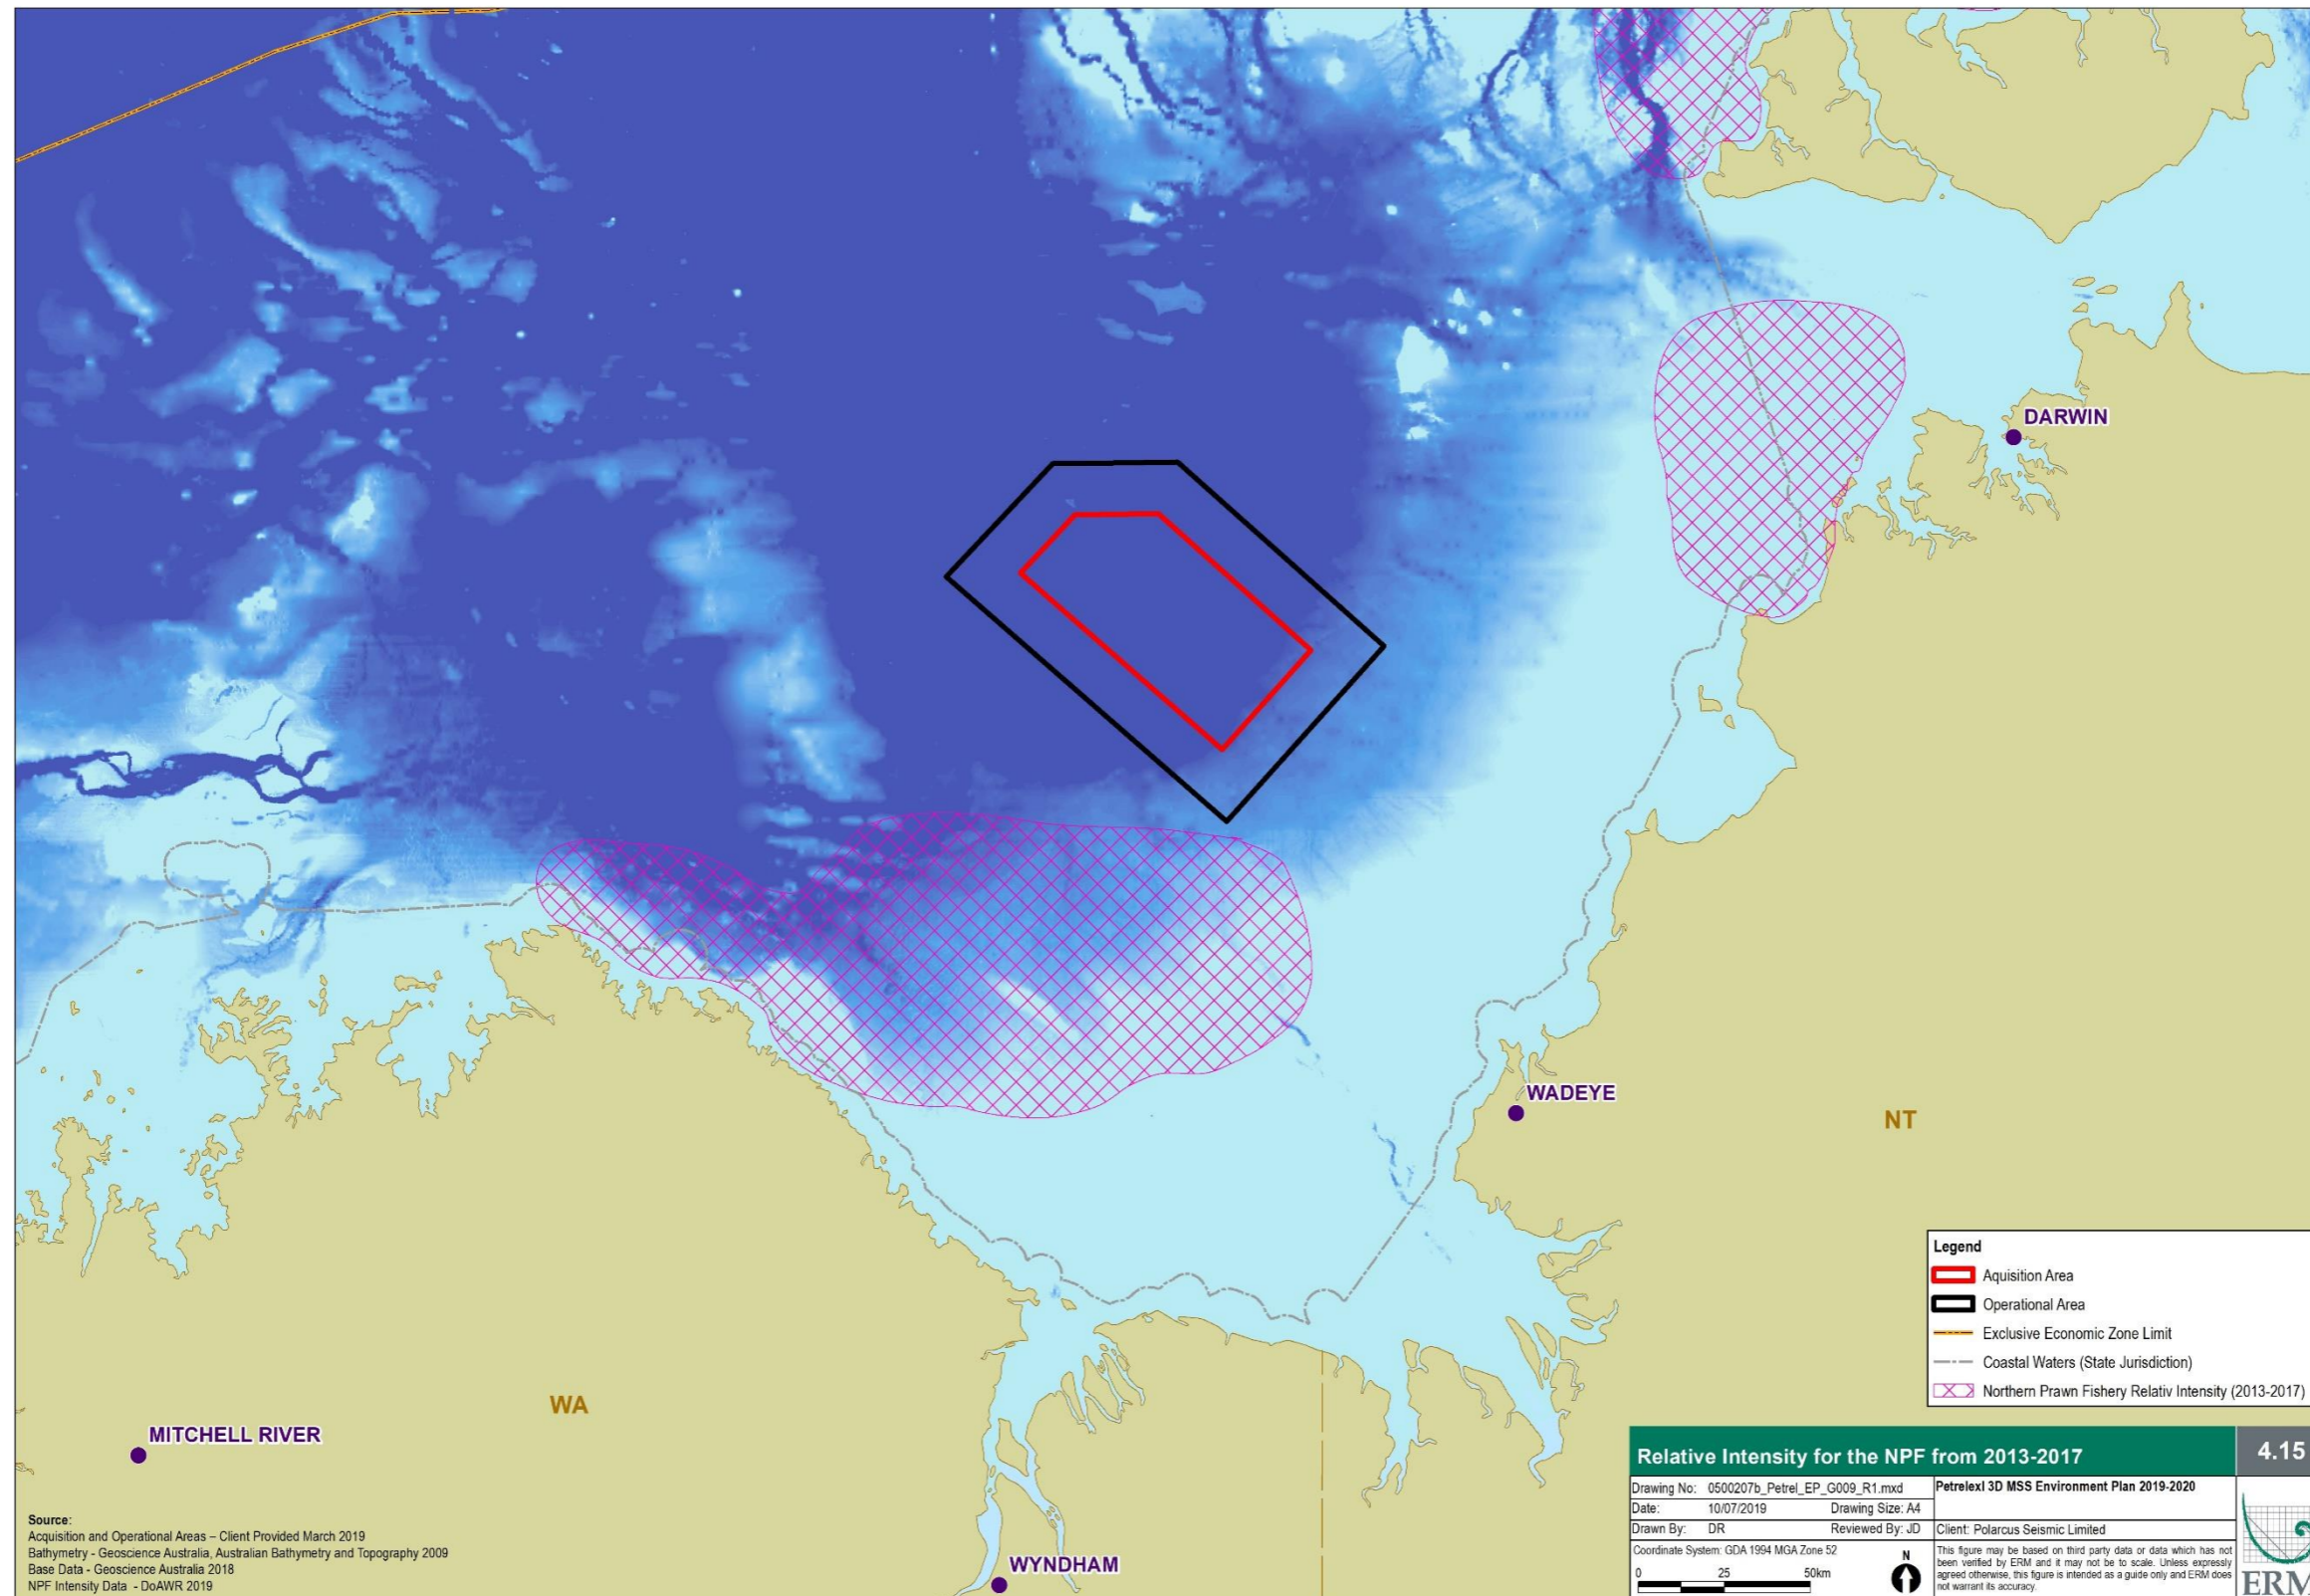 DARWIN
WADEYE
NT
WA
MITCHELL RIVER
WYNDHAM
Legend
Aquisition Area
Operational Area
Exclusive Economic Zone Limit
Coastal Waters (State Jurisdiction)
Northern Prawn Fishery Relativ Intensity (2013-2017)
Source:
Acquisition and Operational Areas – Client Provided March 2019
Bathymetry - Geoscience Australia, Australian Bathymetry and Topography 2009
Base Data - Geoscience Australia 2018
NPF Intensity Data - DoAWR 2019
Relative Intensity for the NPF from 2013-2017
4.15
Drawing No: 0500207b_Petrel_EP_G009_R1.mxd
Date: 10/07/2019 Drawing Size: A4
Drawn By: DR Reviewed By: JD
Coordinate System: GDA 1994 MGA Zone 52
0 25 50km
N
Petrelexl 3D MSS Environment Plan 2019-2020
Client: Polarcus Seismic Limited
This figure may be based on third party data or data which has not
been verified by ERM and it may not be to scale. Unless expressly
agreed otherwise, this figure is intended as a guide only and ERM does
not warrant its accuracy.
ERM